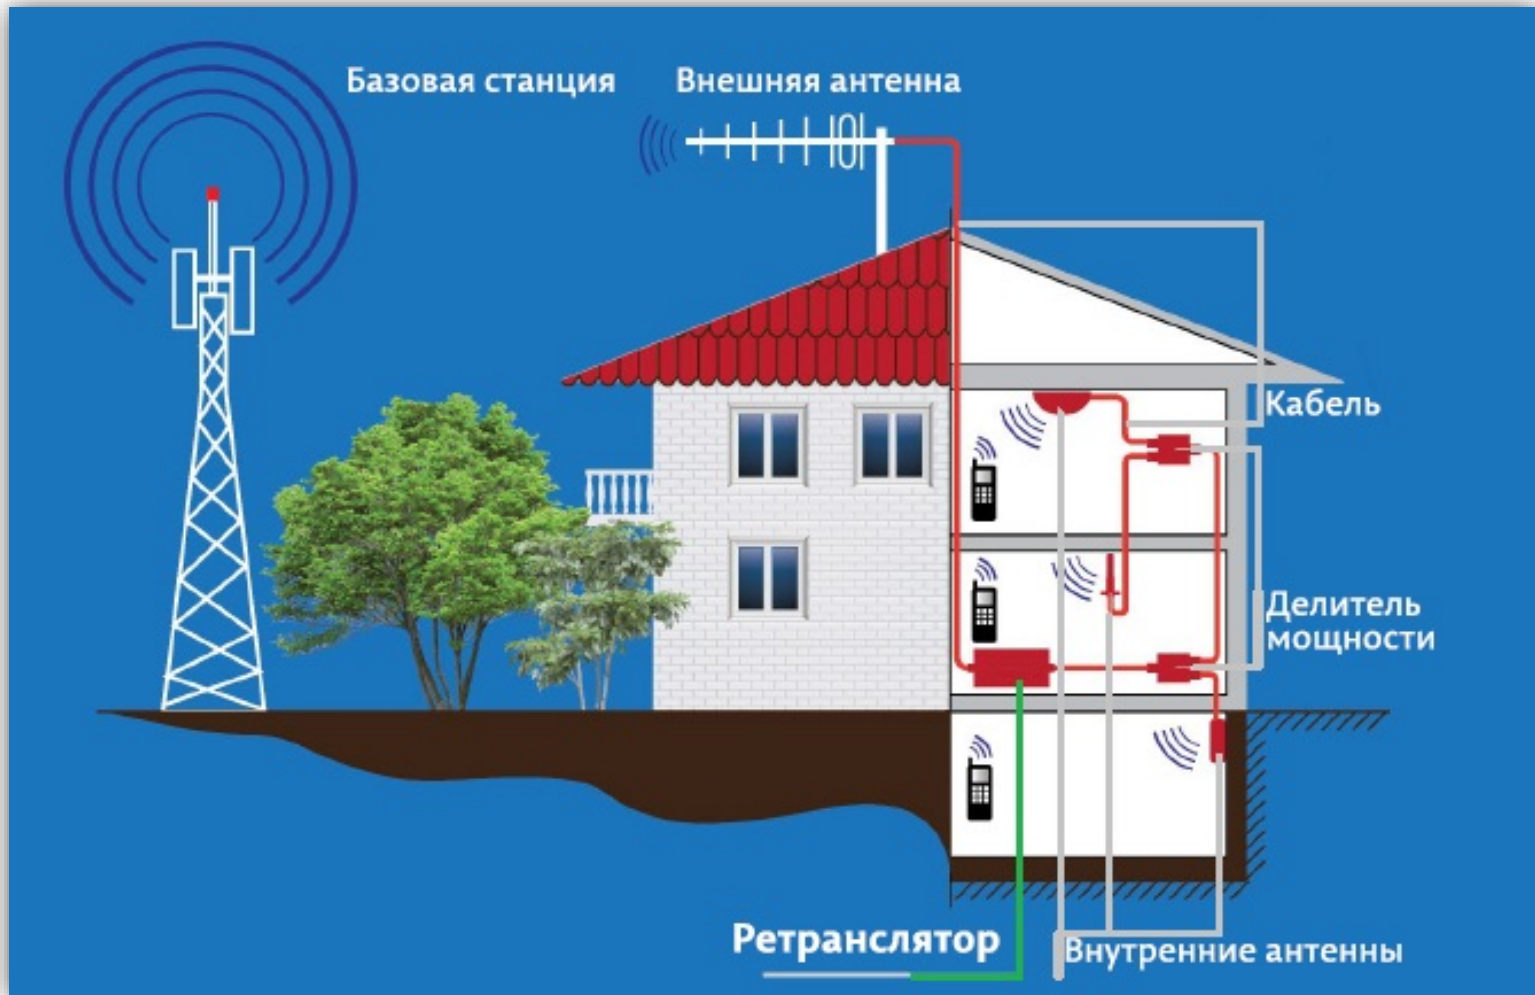 Базовая станция
Внешняя антенна
Кабель
Делитель
мощности
Ретранслятор
Внутренние антенны